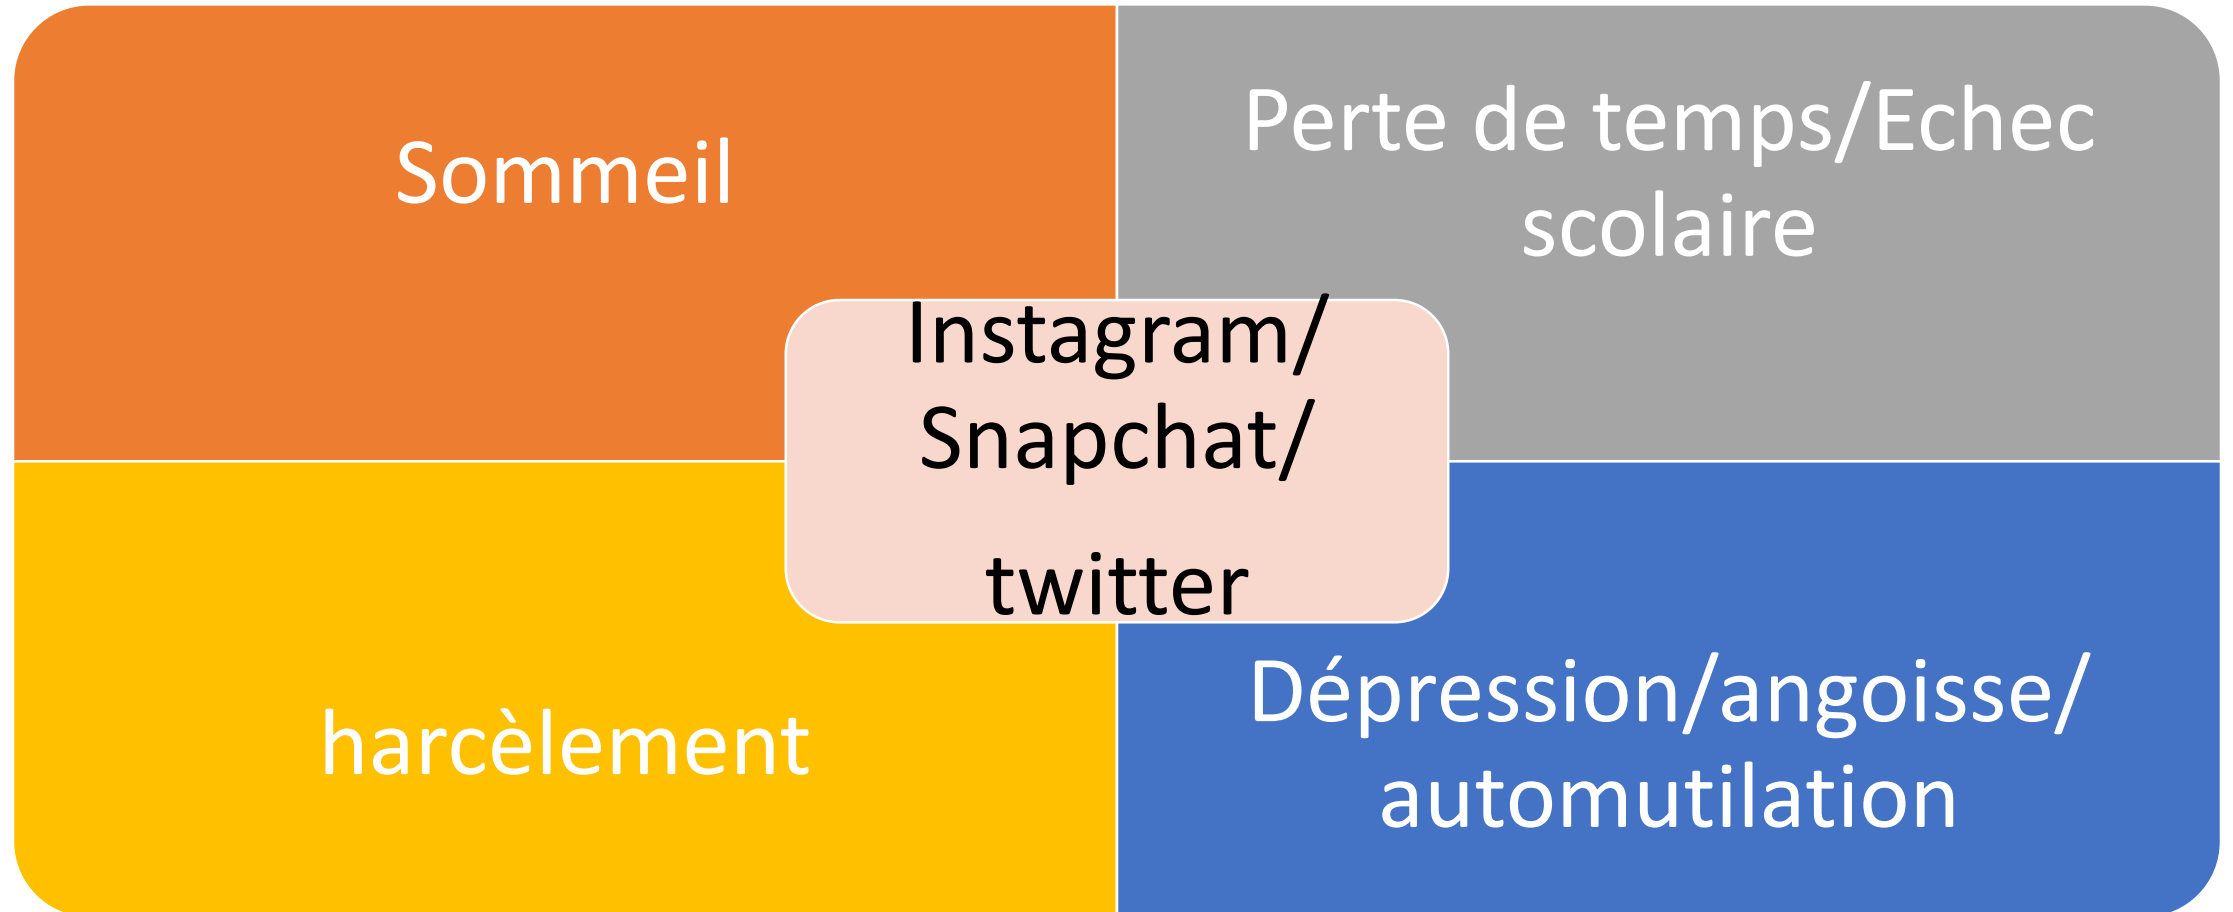 Sommeil
Perte de temps/Echec
scolaire
Instagram/
Snapchat/
twitter
harcèlement
Dépression/angoisse/
automutilation